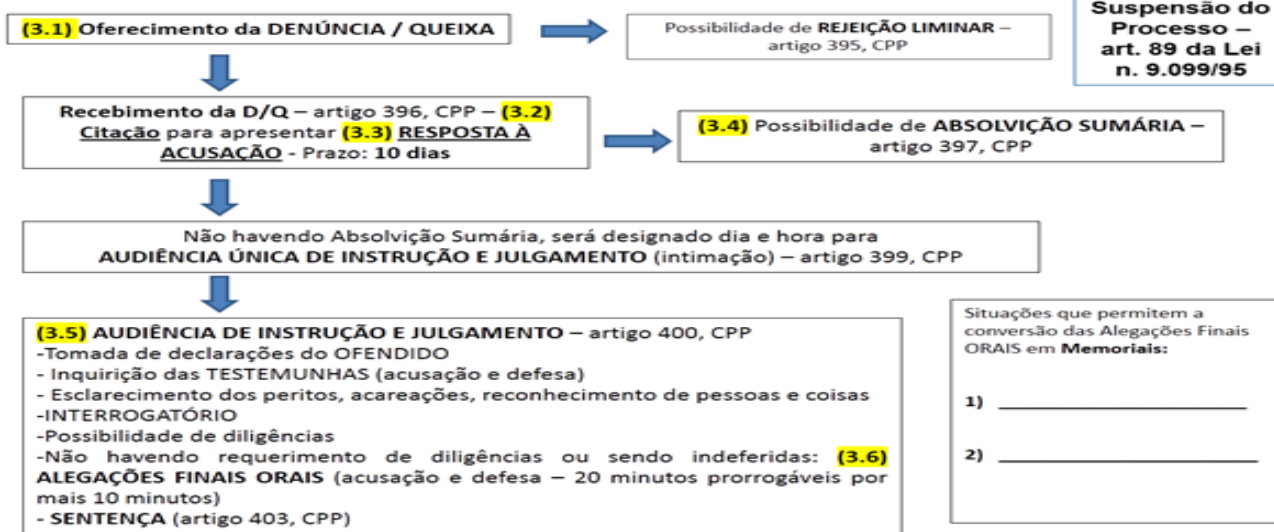 (3.1) Oferecimento da DENÚNCIA / QUEIXA
Possibilidade de REJEIÇÃO LIMINAR –
artigo 395, CPP
Suspensão do
Processo –
art. 89 da Lei
n. 9.099/95
Recebimento da D/Q – artigo 396, CPP – (3.2)
Citação para apresentar (3.3) RESPOSTA À
ACUSAÇÃO - Prazo: 10 dias
(3.4) Possibilidade de ABSOLVIÇÃO SUMÁRIA –
artigo 397, CPP
Não havendo Absolvição Sumária, será designado dia e hora para
AUDIÊNCIA ÚNICA DE INSTRUÇÃO E JULGAMENTO (intimação) – artigo 399, CPP
(3.5) AUDIÊNCIA DE INSTRUÇÃO E JULGAMENTO – artigo 400, CPP
-Tomada de declarações do OFENDIDO
- Inquirição das TESTEMUNHAS (acusação e defesa)
- Esclarecimento dos peritos, acareações, reconhecimento de pessoas e coisas
-INTERROGATÓRIO
-Possibilidade de diligências
-Não havendo requerimento de diligências ou sendo indeferidas: (3.6)
ALEGAÇÕES FINAIS ORAIS (acusação e defesa – 20 minutos prorrogáveis por
mais 10 minutos)
- SENTENÇA (artigo 403, CPP)
Situações que permitem a
conversão das Alegações Finais
ORAIS em Memoriais:
1) ____________________
2) ____________________